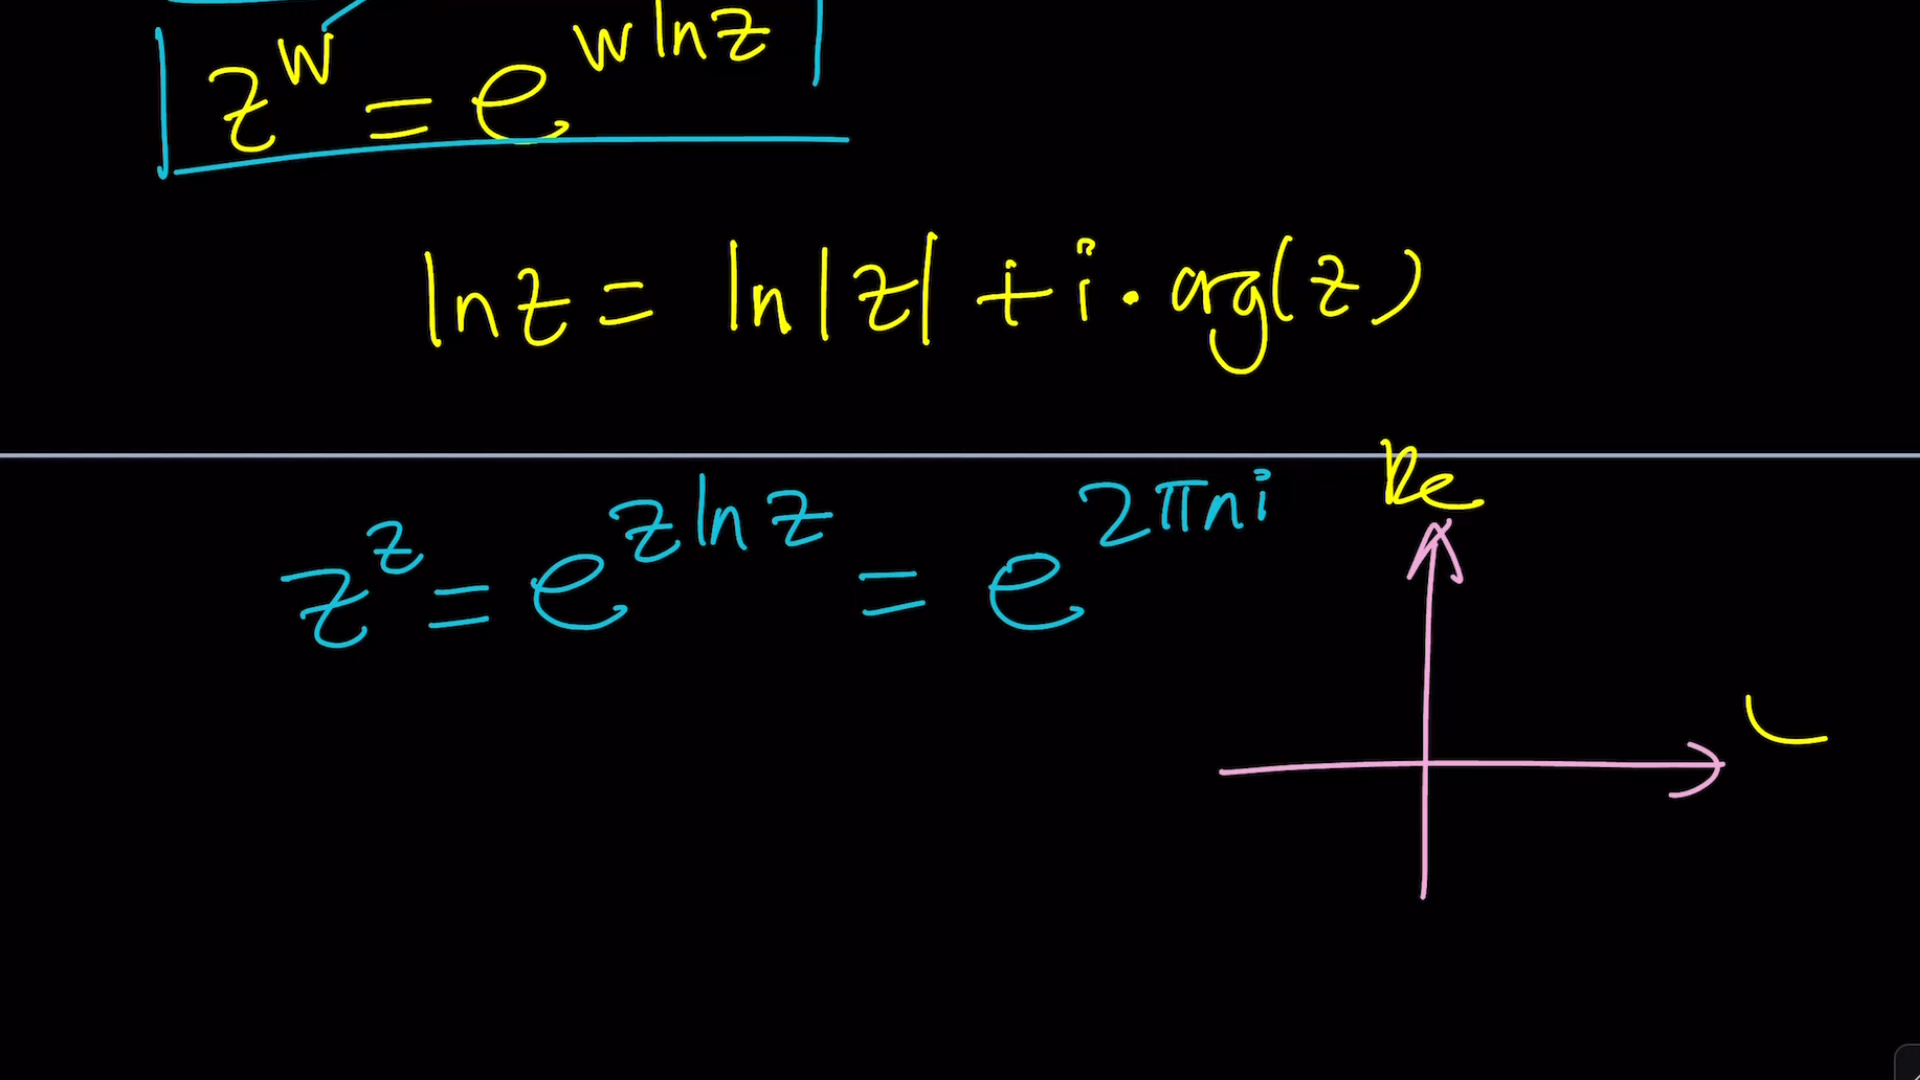 z^w = e^{w ln z}
ln z = ln |z| + i · arg(z)
Re
z^z = e^{z ln z} = e^{2πni}